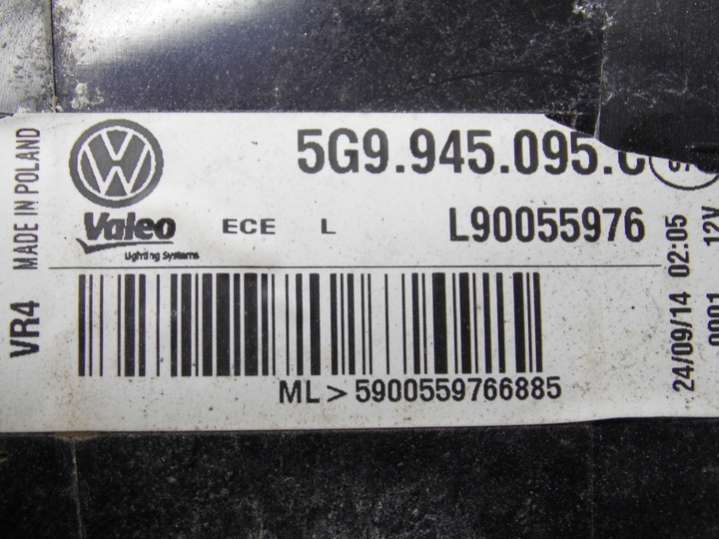 5G9.945.095.C
Valeo ECE L L90055976
Lighting Systems
ML>5900559766885
VR4 MADE IN POLAND
24/09/14 02:05
0001 12V